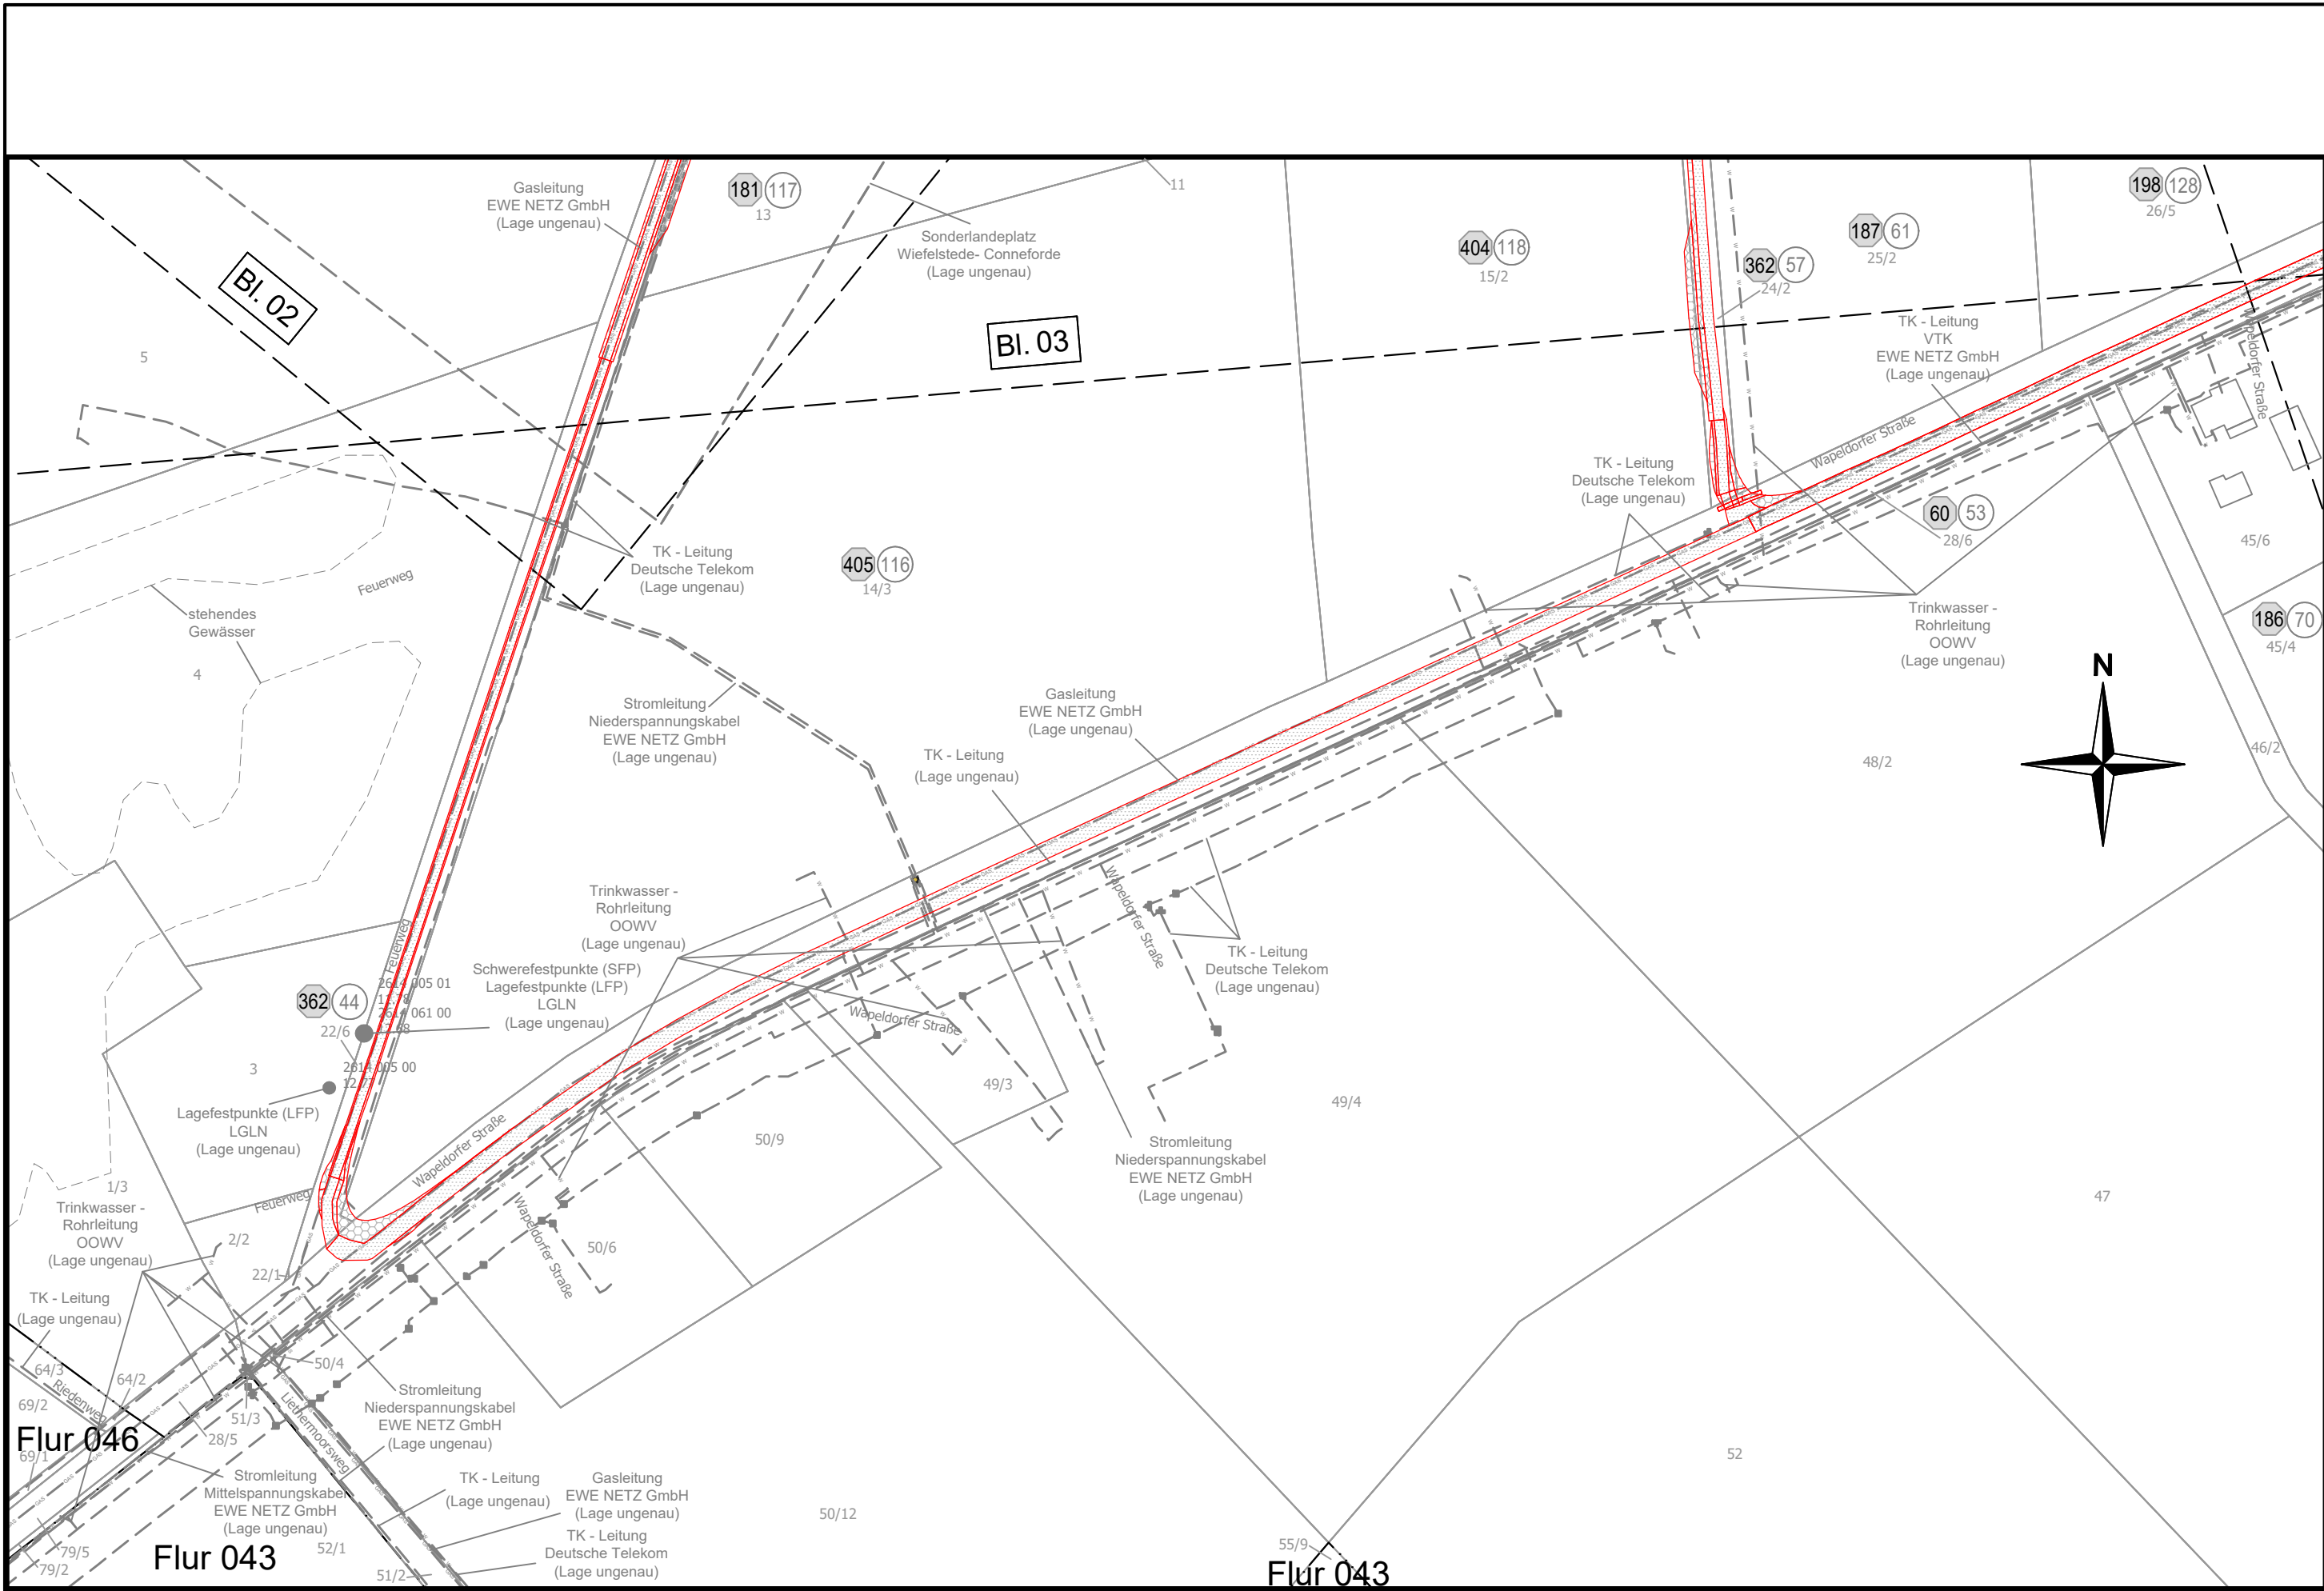 Gasleitung
EWE NETZ GmbH
(Lage ungenau)
181 117
13
11
Sonderlandeplatz
Wiefelstede- Conneforde
(Lage ungenau)
404 118
15/2
362 57
24/2
187 61
25/2
198 128
26/5
Bl. 02
Bl. 03
5
TK - Leitung
VTK
EWE NETZ GmbH
(Lage ungenau)
Wapeldorfer Straße
Wapeldorfer Straße
TK - Leitung
Deutsche Telekom
(Lage ungenau)
60 53
28/6
45/6
TK - Leitung
Deutsche Telekom
(Lage ungenau)
405 116
14/3
Feuerweg
stehendes
Gewässer
4
Trinkwasser -
Rohrleitung
OOWV
(Lage ungenau)
186 70
45/4
N
Stromleitung
Niederspannungskabel
EWE NETZ GmbH
(Lage ungenau)
Gasleitung
EWE NETZ GmbH
(Lage ungenau)
TK - Leitung
(Lage ungenau)
48/2
46/2
Trinkwasser -
Rohrleitung
OOWV
(Lage ungenau)
Wapeldorfer Straße
Feuerweg
TK - Leitung
Deutsche Telekom
(Lage ungenau)
Schwerefestpunkte (SFP)
Lagefestpunkte (LFP)
LGLN
(Lage ungenau)
362 44
22/6
2614 005 01
2614 061 00
2614 005 00
Wapeldorfer Straße
3
Lagefestpunkte (LFP)
LGLN
(Lage ungenau)
49/3
49/4
50/9
Wapeldorfer Straße
Stromleitung
Niederspannungskabel
EWE NETZ GmbH
(Lage ungenau)
1/3
Feuerweg
47
Trinkwasser -
Rohrleitung
OOWV
(Lage ungenau)
2/2
22/1
Wapeldorfer Straße
50/6
TK - Leitung
(Lage ungenau)
64/3
64/2
50/4
Riedenweg
69/2
51/3
Liethermoorsweg
Stromleitung
Niederspannungskabel
EWE NETZ GmbH
(Lage ungenau)
Flur 046
69/1
28/5
52
Stromleitung
Mittelspannungskabel
EWE NETZ GmbH
(Lage ungenau)
TK - Leitung
(Lage ungenau)
Gasleitung
EWE NETZ GmbH
(Lage ungenau)
50/12
TK - Leitung
Deutsche Telekom
(Lage ungenau)
79/5
79/2
Flur 043
52/1
51/2
55/9
Flur 043